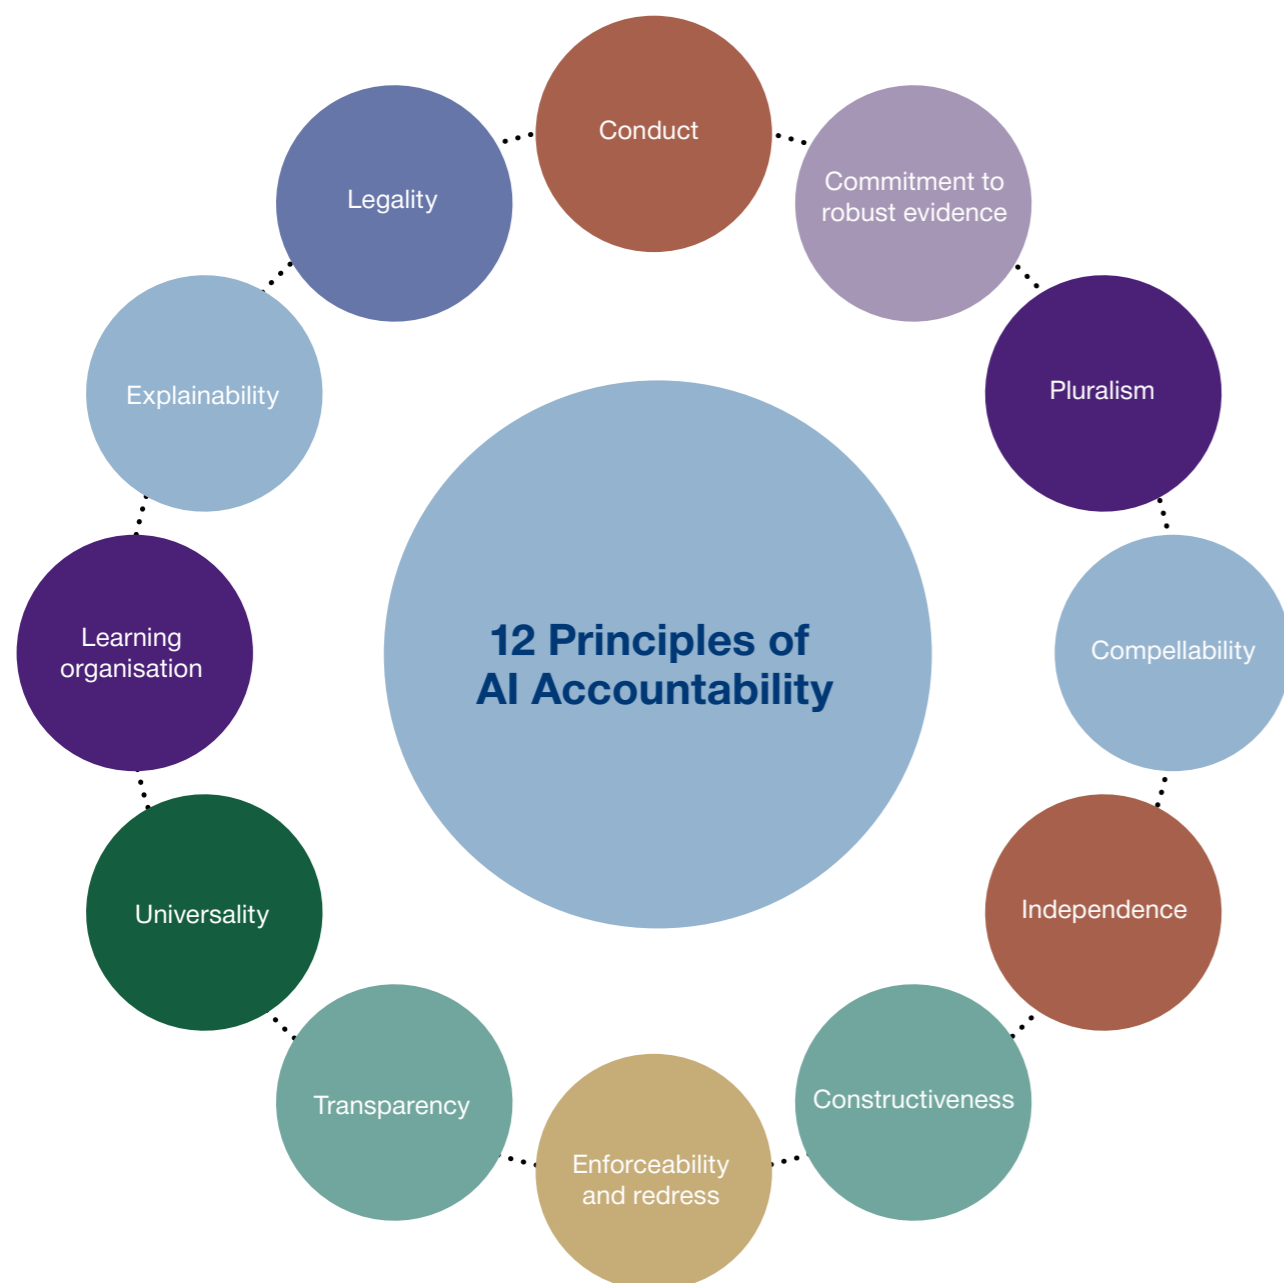 Conduct
Commitment to
robust evidence
Pluralism
Compellability
Independence
Constructiveness
Enforceability
and redress
Transparency
Universality
Learning
organisation
Explainability
Legality
12 Principles of
AI Accountability